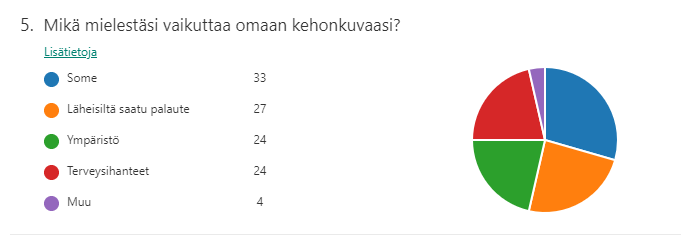 5. Mikä mielestäsi vaikuttaa omaan kehonkuvaasi?
Lisätietoja
Some 33
Läheisiltä saatu palaute 27
Ympäristö 24
Terveysihanteet 24
Muu 4